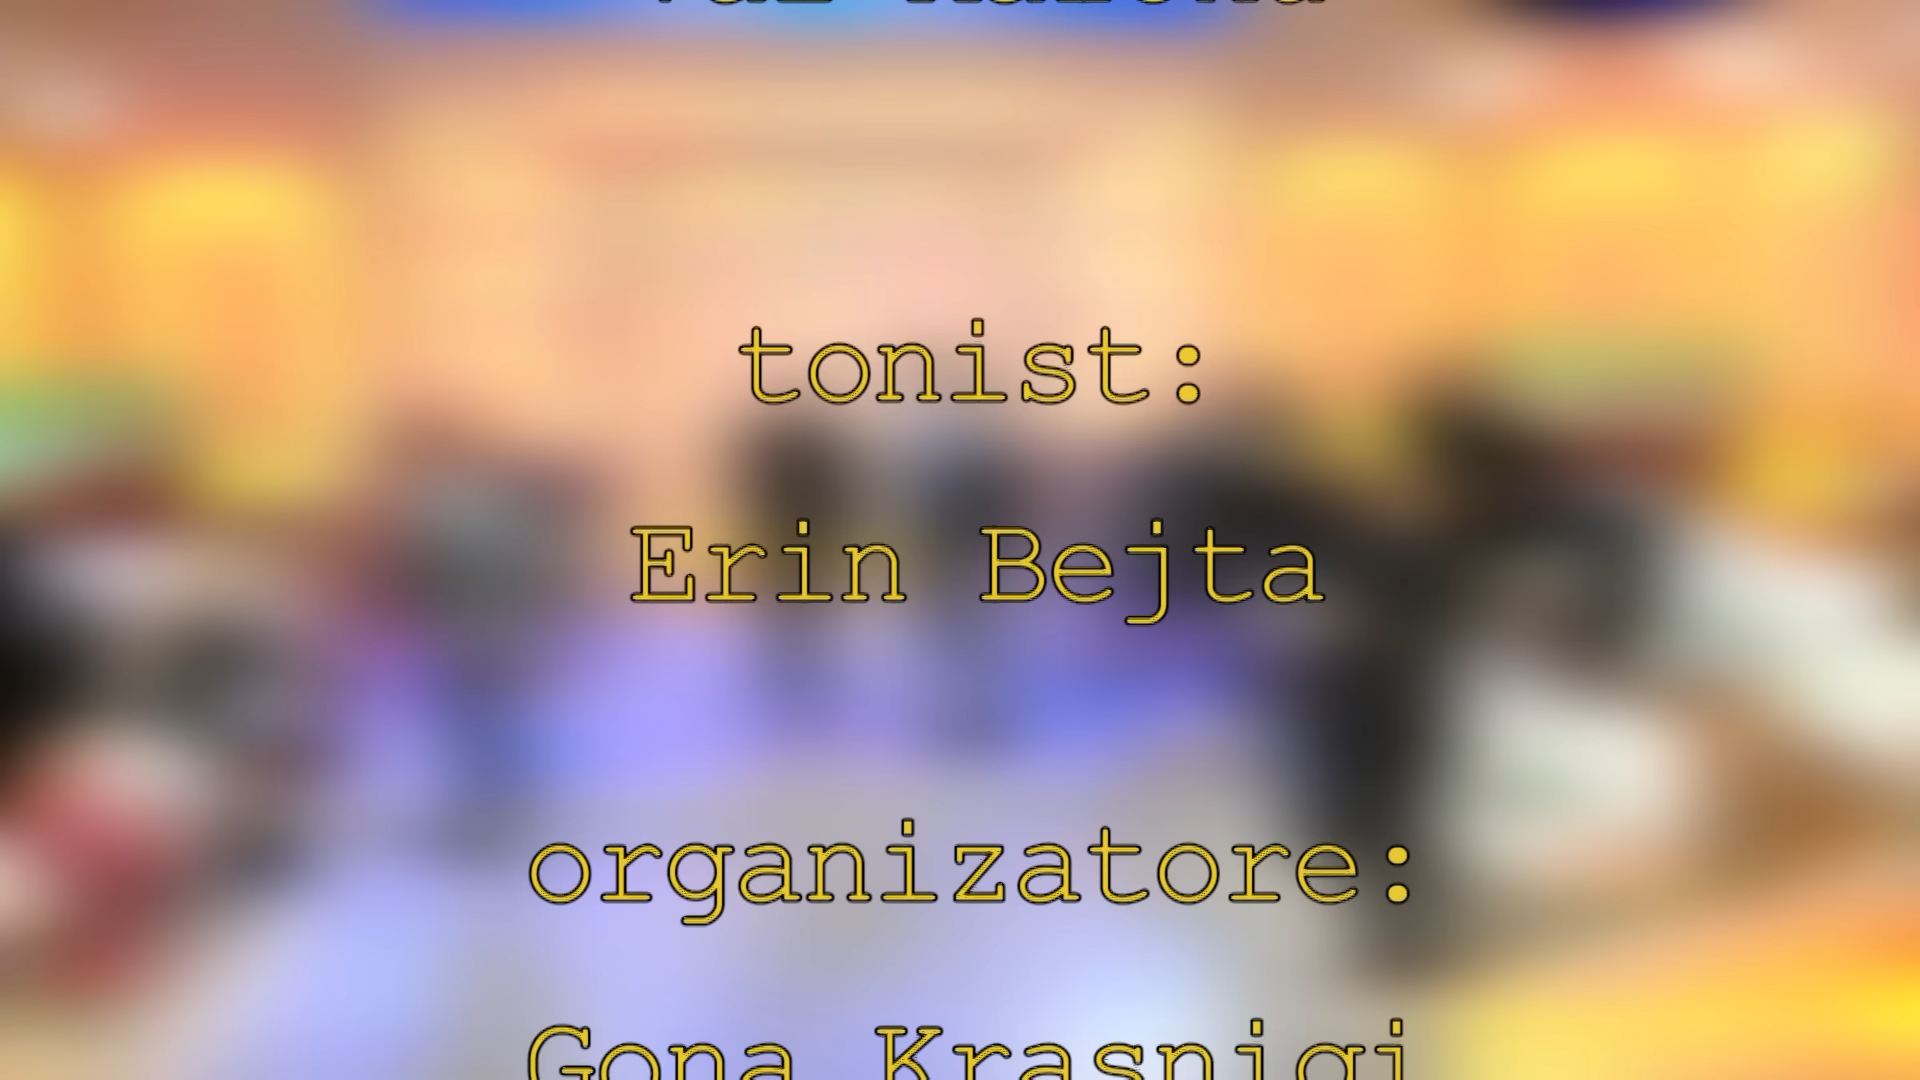 tonist:
Erin Bejta
organizatore:
Gona Krasniqi